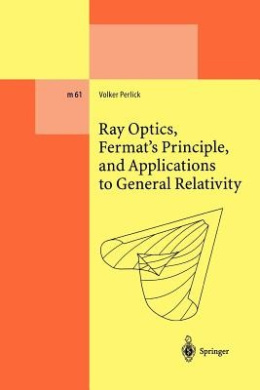 m 61
Volker Perlick
Ray Optics,
Fermat's Principle,
and Applications
to General Relativity
Springer